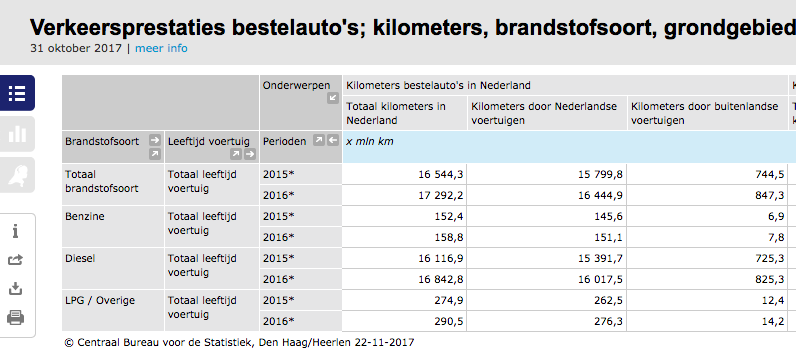 Verkeersprestaties bestelauto's; kilometers, brandstofsoort, grondgebied
31 oktober 2017 | meer info
Onderwerpen Kilometers bestelauto's in Nederland
Totaal kilometers in Nederland Kilometers door Nederlandse voertuigen Kilometers door buitenlandse voertuigen
Brandstofsoort Leeftijd voertuig Perioden x mln km
Totaal brandstofsoort Totaal leeftijd voertuig 2015* 16 544,3 15 799,8 744,5
2016* 17 292,2 16 444,9 847,3
Benzine Totaal leeftijd voertuig 2015* 152,4 145,6 6,9
2016* 158,8 151,1 7,8
Diesel Totaal leeftijd voertuig 2015* 16 116,9 15 391,7 725,3
2016* 16 842,8 16 017,5 825,3
LPG / Overige Totaal leeftijd voertuig 2015* 274,9 262,5 12,4
2016* 290,5 276,3 14,2
© Centraal Bureau voor de Statistiek, Den Haag/Heerlen 22-11-2017